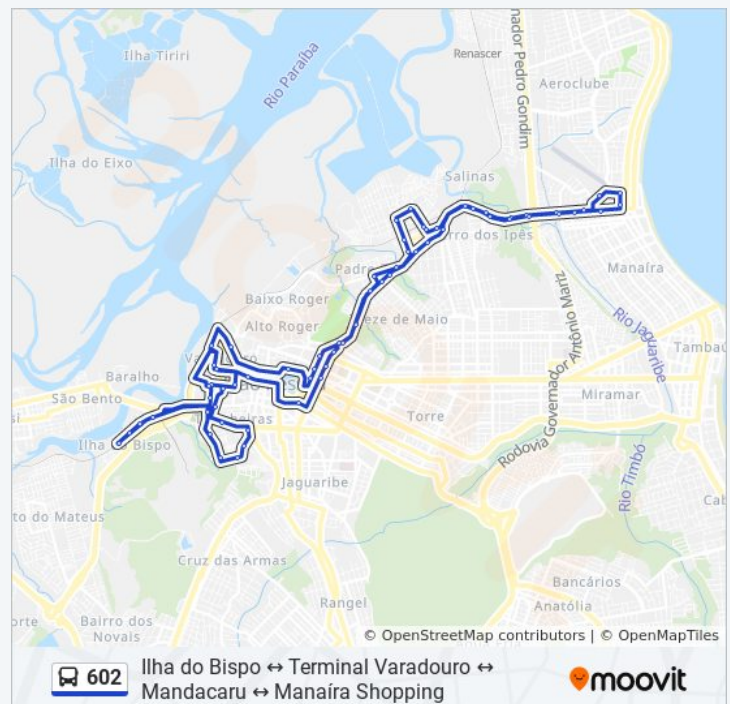 Ilha Tiriri
Rio Paraíba
Renascer
nador Pedro Gondim
Aeroclube
Ilha do Eixo
Salinas
rro dos Ipês
Manaíra
Padre
Baixo Roger
Alto Roger
eze de Maio
Rio Jaguaribe
Tambaú
Rodovia Governador Antônio Mariz
Baralho
São Bento
Miramar
Torre
Ilha do Bispo
Jaguaribe
Rio Timbó
to do Mateus
Cruz das Armas
Bancários
Rangel
Anatólia
orte
Bairro dos
Novais
© OpenStreetMap contributors | © OpenMapTiles
602
Ilha do Bispo ↔ Terminal Varadouro ↔
Mandacaru ↔ Manaíra Shopping
moovit